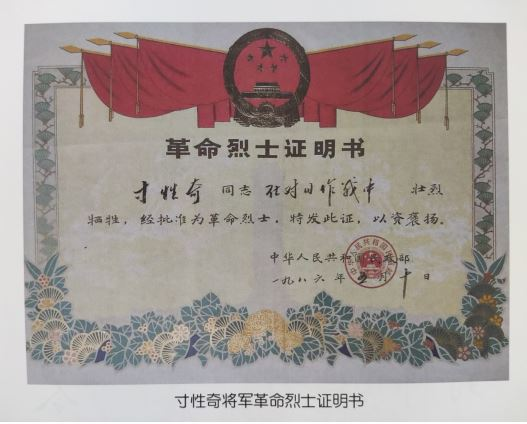 革命烈士证明书
寸性奇 同志 在对日作战中 壮烈
牺牲，经批准为革命烈士，特发此证，以资褒扬。
中华人民共和国民政部
一九八六年 月十日
寸性奇将军革命烈士证明书